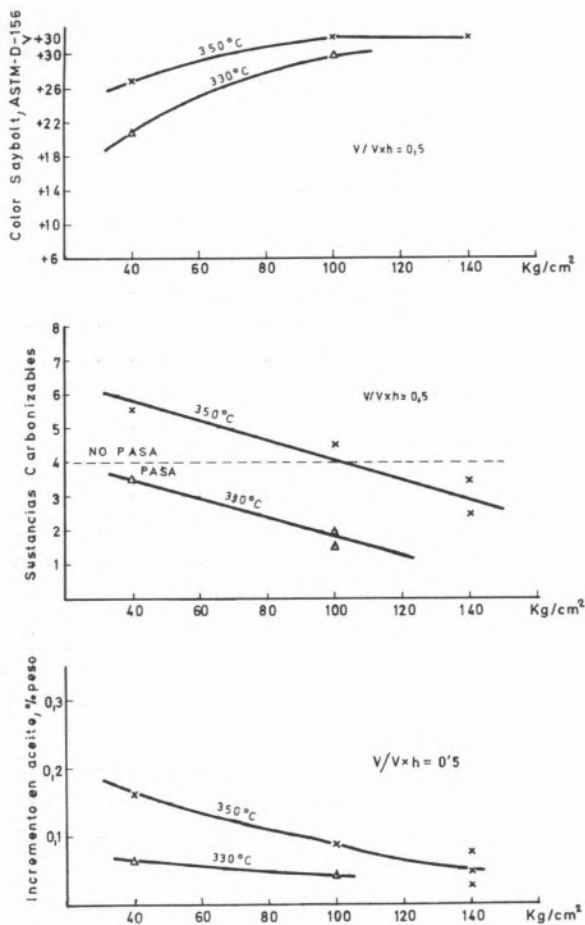 Color Saybolt, ASTM-D-156
>+30
+30
+26
+22
+18
+14
+10
+6
350°C
330°C
V/V×h = 0,5
40 60 80 100 120 140 Kg/cm²
Sustancias Carbonizables
8
7
6
5
4
3
2
1
350°C
V/V×h = 0,5
NO PASA
PASA
330°C
40 60 80 100 120 140 Kg/cm²
Incremento en aceite, % peso
0,3
0,2
0,1
V/V×h = 0'5
350°C
330°C
40 60 80 100 120 140 Kg/cm²